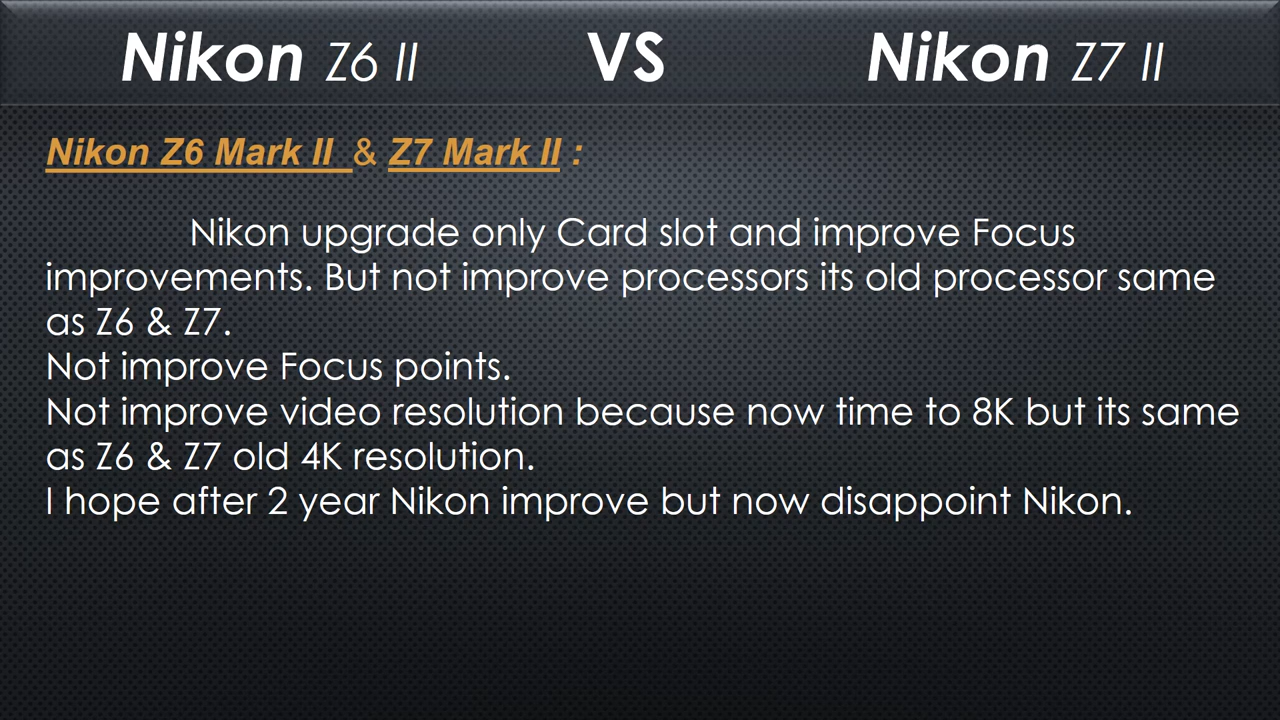 Nikon Z6 II VS Nikon Z7 II
Nikon Z6 Mark II & Z7 Mark II :
Nikon upgrade only Card slot and improve Focus
improvements. But not improve processors its old processor same
as Z6 & Z7.
Not improve Focus points.
Not improve video resolution because now time to 8K but its same
as Z6 & Z7 old 4K resolution.
I hope after 2 year Nikon improve but now disappoint Nikon.